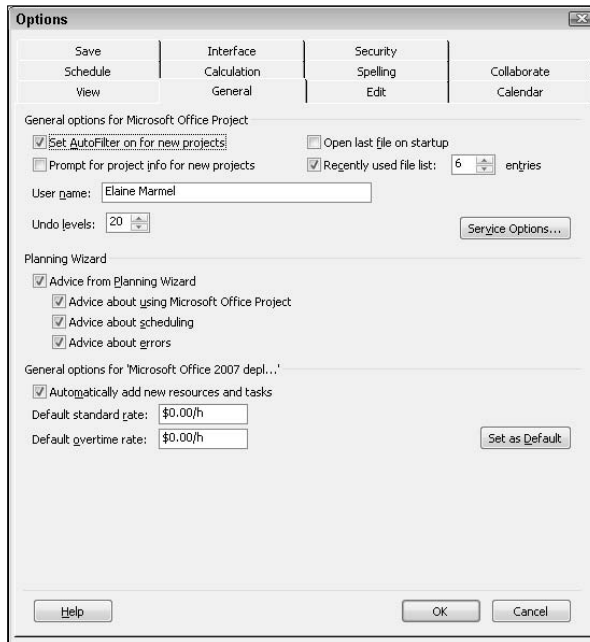 Options
Save Interface Security
Schedule Calculation Spelling Collaborate
View General Edit Calendar
General options for Microsoft Office Project
Set AutoFilter on for new projects Open last file on startup
Prompt for project info for new projects Recently used file list: 6 entries
User name: Elaine Marmel
Undo levels: 20 Service Options...
Planning Wizard
Advice from Planning Wizard
Advice about using Microsoft Office Project
Advice about scheduling
Advice about errors
General options for 'Microsoft Office 2007 depl...'
Automatically add new resources and tasks
Default standard rate: $0.00/h
Default overtime rate: $0.00/h Set as Default
Help OK Cancel